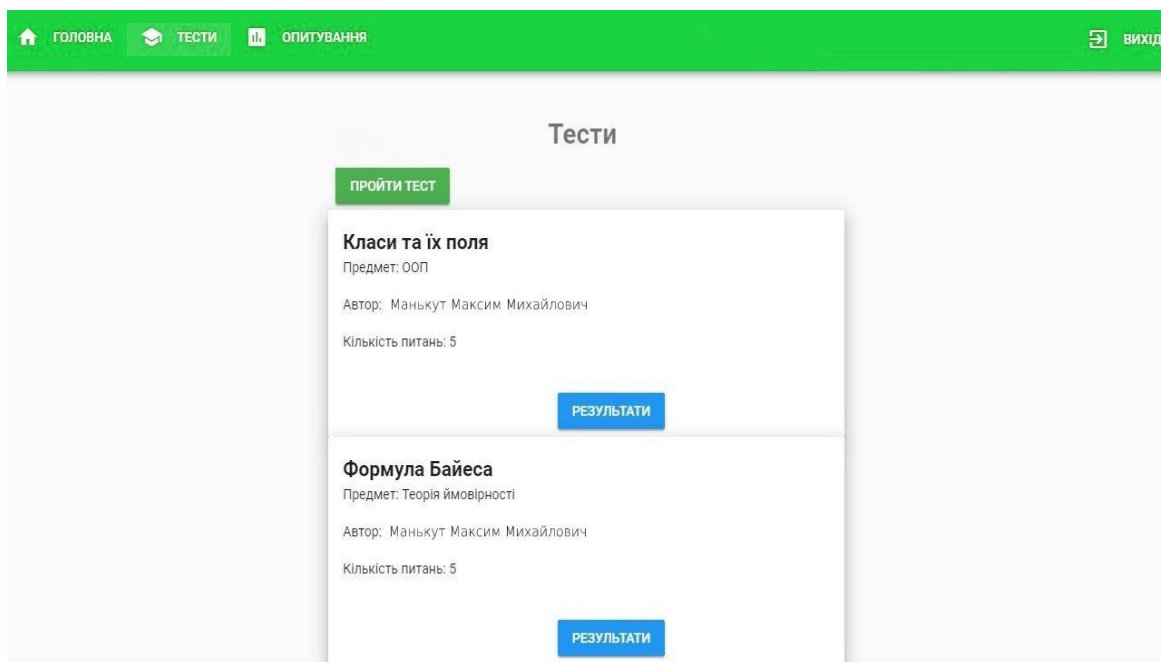 ГОЛОВНА ТЕСТИ ОПИТУВАННЯ ВИХІД
Тести
ПРОЙТИ ТЕСТ
Класи та їх поля
Предмет: ООП
Автор: Манькут Максим Михайлович
Кількість питань: 5
РЕЗУЛЬТАТИ
Формула Байеса
Предмет: Теорія ймовірності
Автор: Манькут Максим Михайлович
Кількість питань: 5
РЕЗУЛЬТАТИ